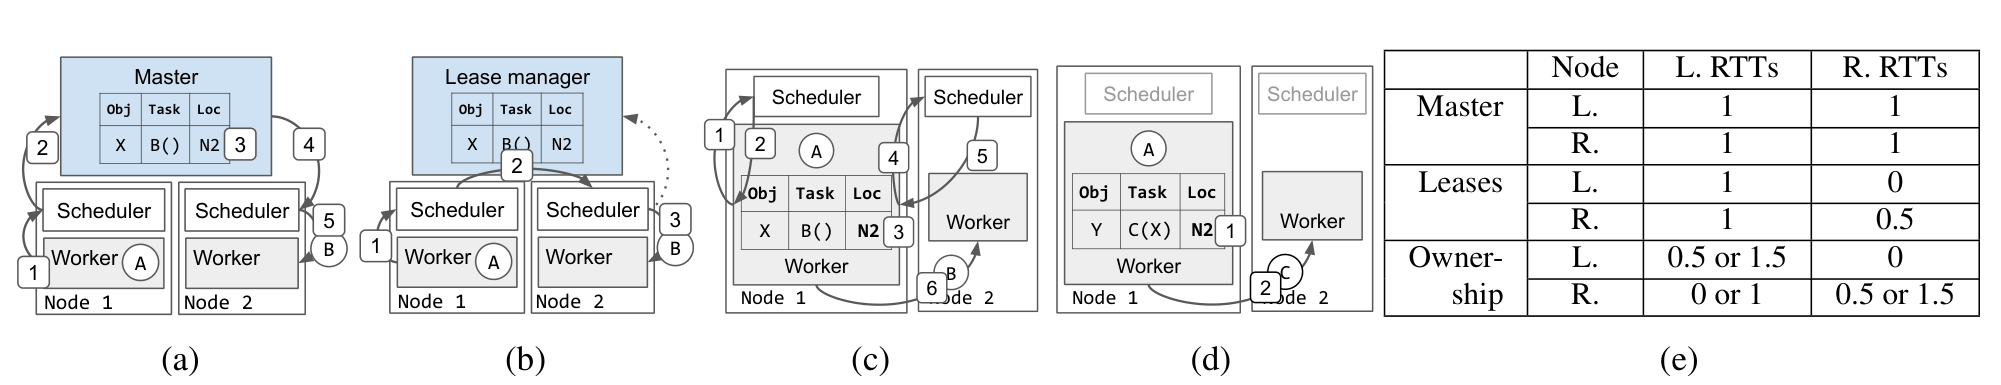 Master
Obj Task Loc
X B() N2 3
2
4
Scheduler
Scheduler
5
Worker A
Worker
B
1
Node 1
Node 2
(a)
Lease manager
Obj Task Loc
X B() N2
2
Scheduler
Scheduler
3
1
Worker A
Worker
B
Node 1
Node 2
(b)
Scheduler
Scheduler
1
2
A
4
5
Obj Task Loc
X B() N2
3
Worker
Worker
B
6
Node 1
Node 2
(c)
Scheduler
Scheduler
A
Obj Task Loc
Y C(X) N2
1
Worker
Worker
C
2
Node 1
Node 2
(d)
Node L. RTTs R. RTTs
Master L. 1 1
R. 1 1
Leases L. 1 0
R. 1 0.5
Owner- L. 0.5 or 1.5 0
ship R. 0 or 1 0.5 or 1.5
(e)